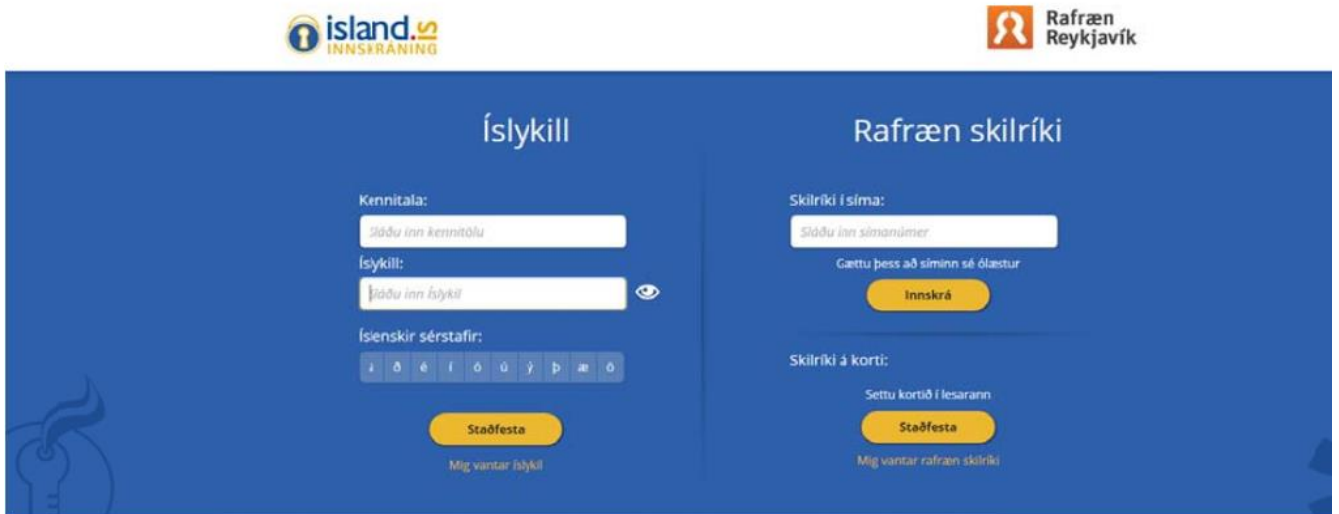 ísland.is
INNSKRÁNING
Rafræn
Reykjavík
Íslykill
Kennitala:
Sláðu inn kennitölu
Íslykill:
Sláðu inn Íslykil
Íslenskir sérstafir:
á ð é í ó ú ý þ æ ö
Staðfesta
Mig vantar íslykil
Rafræn skilríki
Skilríki í síma:
Sláðu inn símanúmer
Gættu þess að síminn sé ólæstur
Innskrá
Skilríki á korti:
Settu kortið í lesarann
Staðfesta
Mig vantar rafræn skilríki